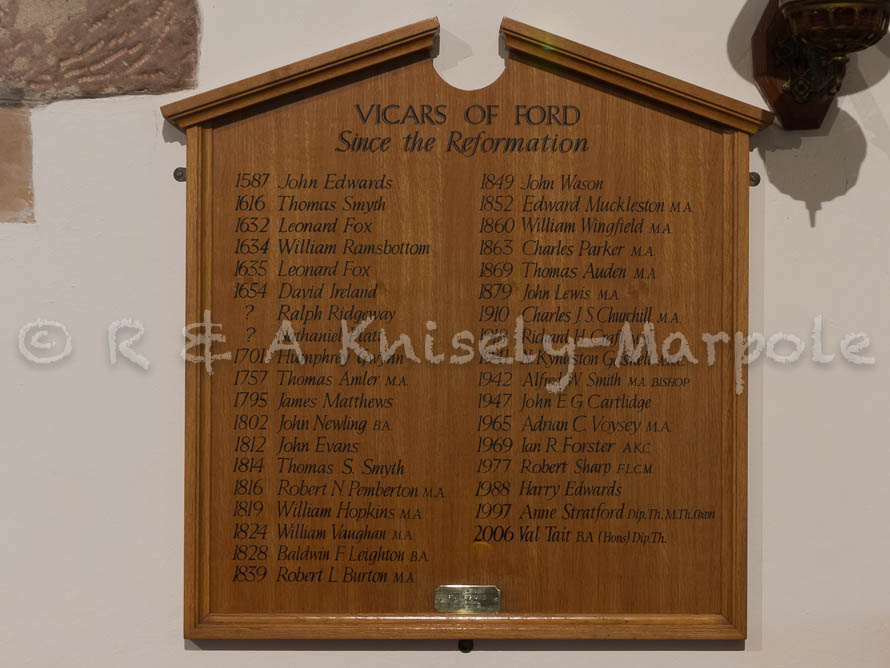 VICARS OF FORD
Since the Reformation
1587 John Edwards
1616 Thomas Smyth
1632 Leonard Fox
1634 William Ramsbottom
1635 Leonard Fox
1654 David Ireland
? Ralph Ridgeway
? Nathaniel
1701 Humphrey
1757 Thomas Amler M.A.
1795 James Matthews
1802 John Newling B.A.
1812 John Evans
1814 Thomas S. Smyth
1816 Robert N. Pemberton M.A.
1819 William Hopkins M.A.
1824 William Vaughan M.A.
1828 Baldwin F. Leighton B.A.
1839 Robert L. Burton M.A.
1849 John Wason
1852 Edward Muckleston M.A.
1860 William Wingfield M.A.
1863 Charles Parker M.A.
1869 Thomas Auden M.A.
1879 John Lewis M.A.
1910 Charles J. S. Churchill M.A.
Richard H.
Kynaston
1942 Alfred W. Smith M.A. BISHOP
1947 John E. G. Cartlidge
1965 Adrian C. Voysey M.A.
1969 Ian R. Forster A.K.C.
1977 Robert Sharp F.L.C.M.
1988 Harry Edwards
1997 Anne Stratford Dip.Th. M.Th.Oxon
2006 Val Tait B.A (Hons) Dip.Th.
© R & A Knisely-Marpole ©